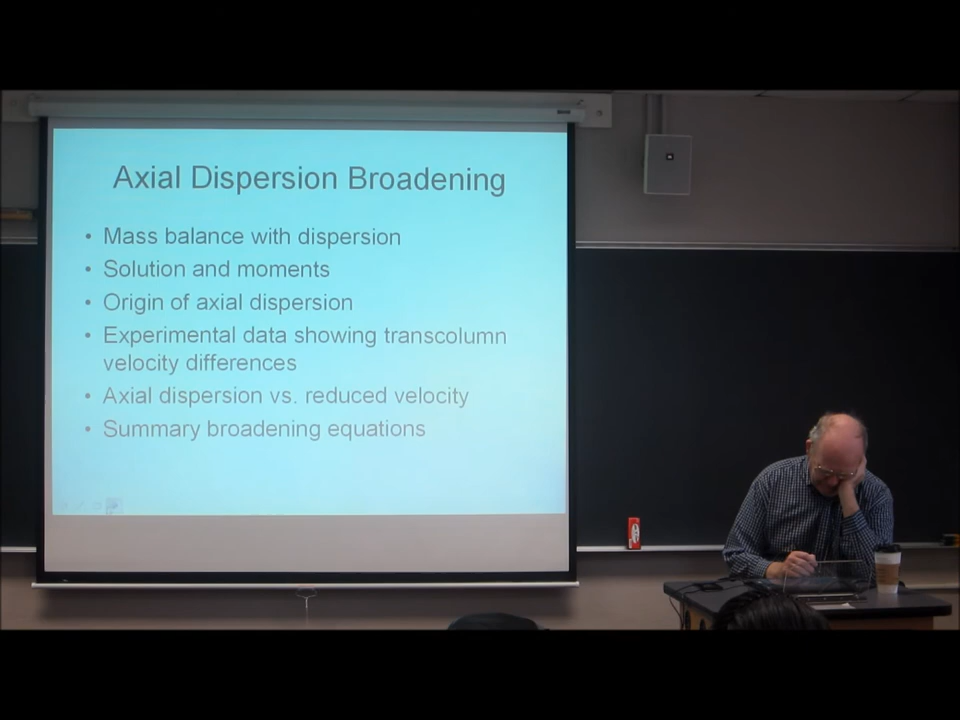 Axial Dispersion Broadening
• Mass balance with dispersion
• Solution and moments
• Origin of axial dispersion
• Experimental data showing transcolumn
velocity differences
• Axial dispersion vs. reduced velocity
• Summary broadening equations